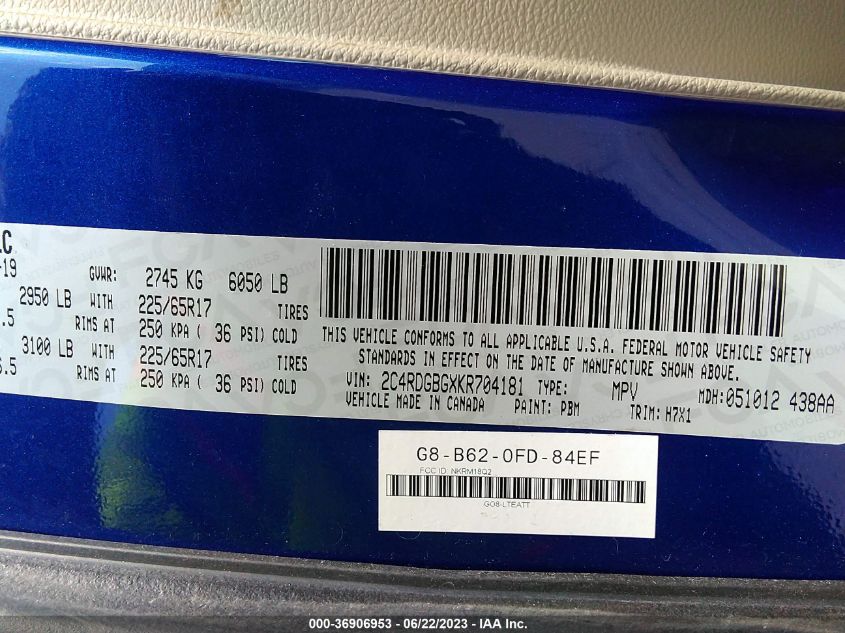 LC
-19
GVWR: 2745 KG 6050 LB
2950 LB WITH 225/65R17 TIRES
.5 RIMS AT 250 KPA ( 36 PSI) COLD
3100 LB WITH 225/65R17 TIRES
6.5 RIMS AT 250 KPA ( 36 PSI) COLD
THIS VEHICLE CONFORMS TO ALL APPLICABLE U.S.A. FEDERAL MOTOR VEHICLE SAFETY
STANDARDS IN EFFECT ON THE DATE OF MANUFACTURE SHOWN ABOVE.
VIN: 2C4RDGBGXKR704181 TYPE: MPV MDH: 051012 438AA
VEHICLE MADE IN CANADA PAINT: PBM TRIM: H7X1
G8-B62-0FD-84EF
FCC ID: NKRM18Q2
GO8-LTEATT
000-36906953 - 06/22/2023 - IAA Inc.